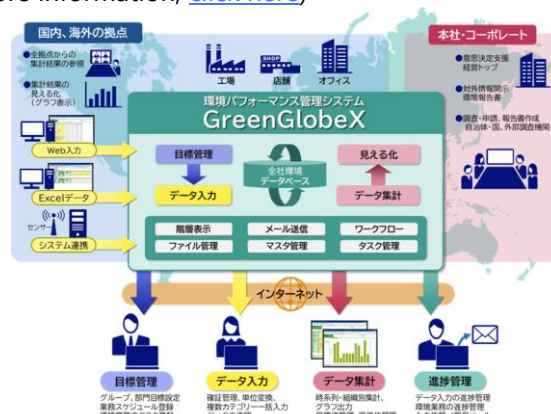 ore information, click here)
国内、海外の拠点
●全拠点からの
集計結果の参照
●集計結果の
見える化
(グラフ表示)
工場
SHOP
店舗
オフィス
本社・コーポレート
●意思決定支援
経営トップ
●対外情報開示
環境報告書
●調査・申請、報告書作成
自治体・国、外部調査機関
環境パフォーマンス管理システム
GreenGlobeX
Web入力
Excelデータ
センサー
システム連携
目標管理
データ入力
全社環境
データベース
見える化
データ集計
階層表示
メール送信
ワークフロー
ファイル管理
マスタ管理
タスク管理
インターネット
目標管理
グループ、部門目標設定
業務スケジュール登録
データ入力
確証管理、単位変換、
複数カテゴリー一括入力
データ集計
時系列・組織別集計、
グラフ出力
進捗管理
データ入力の進捗管理
環境業務の進捗管理